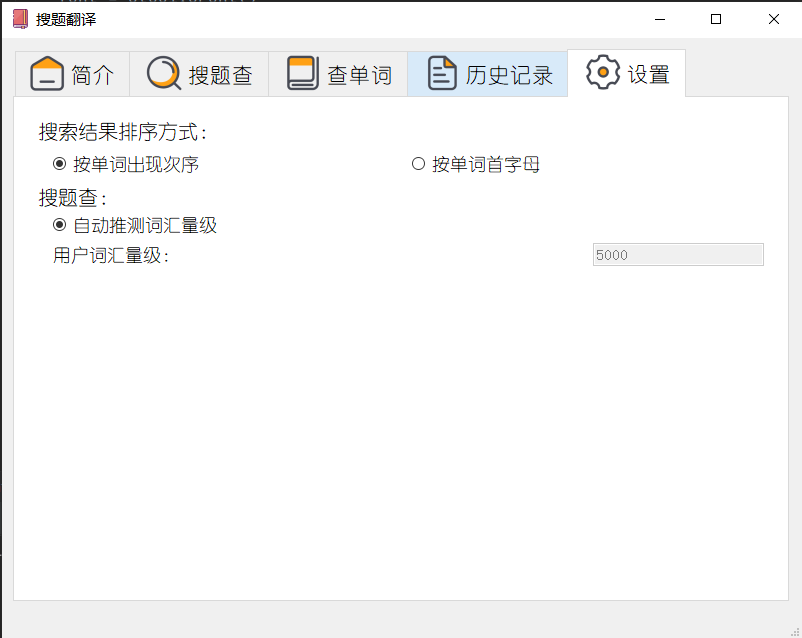 搜题翻译
简介 搜题查 查单词 历史记录 设置
搜索结果排序方式：
按单词出现次序 按单词首字母
搜题查：
自动推测词汇量级
用户词汇量级： 5000